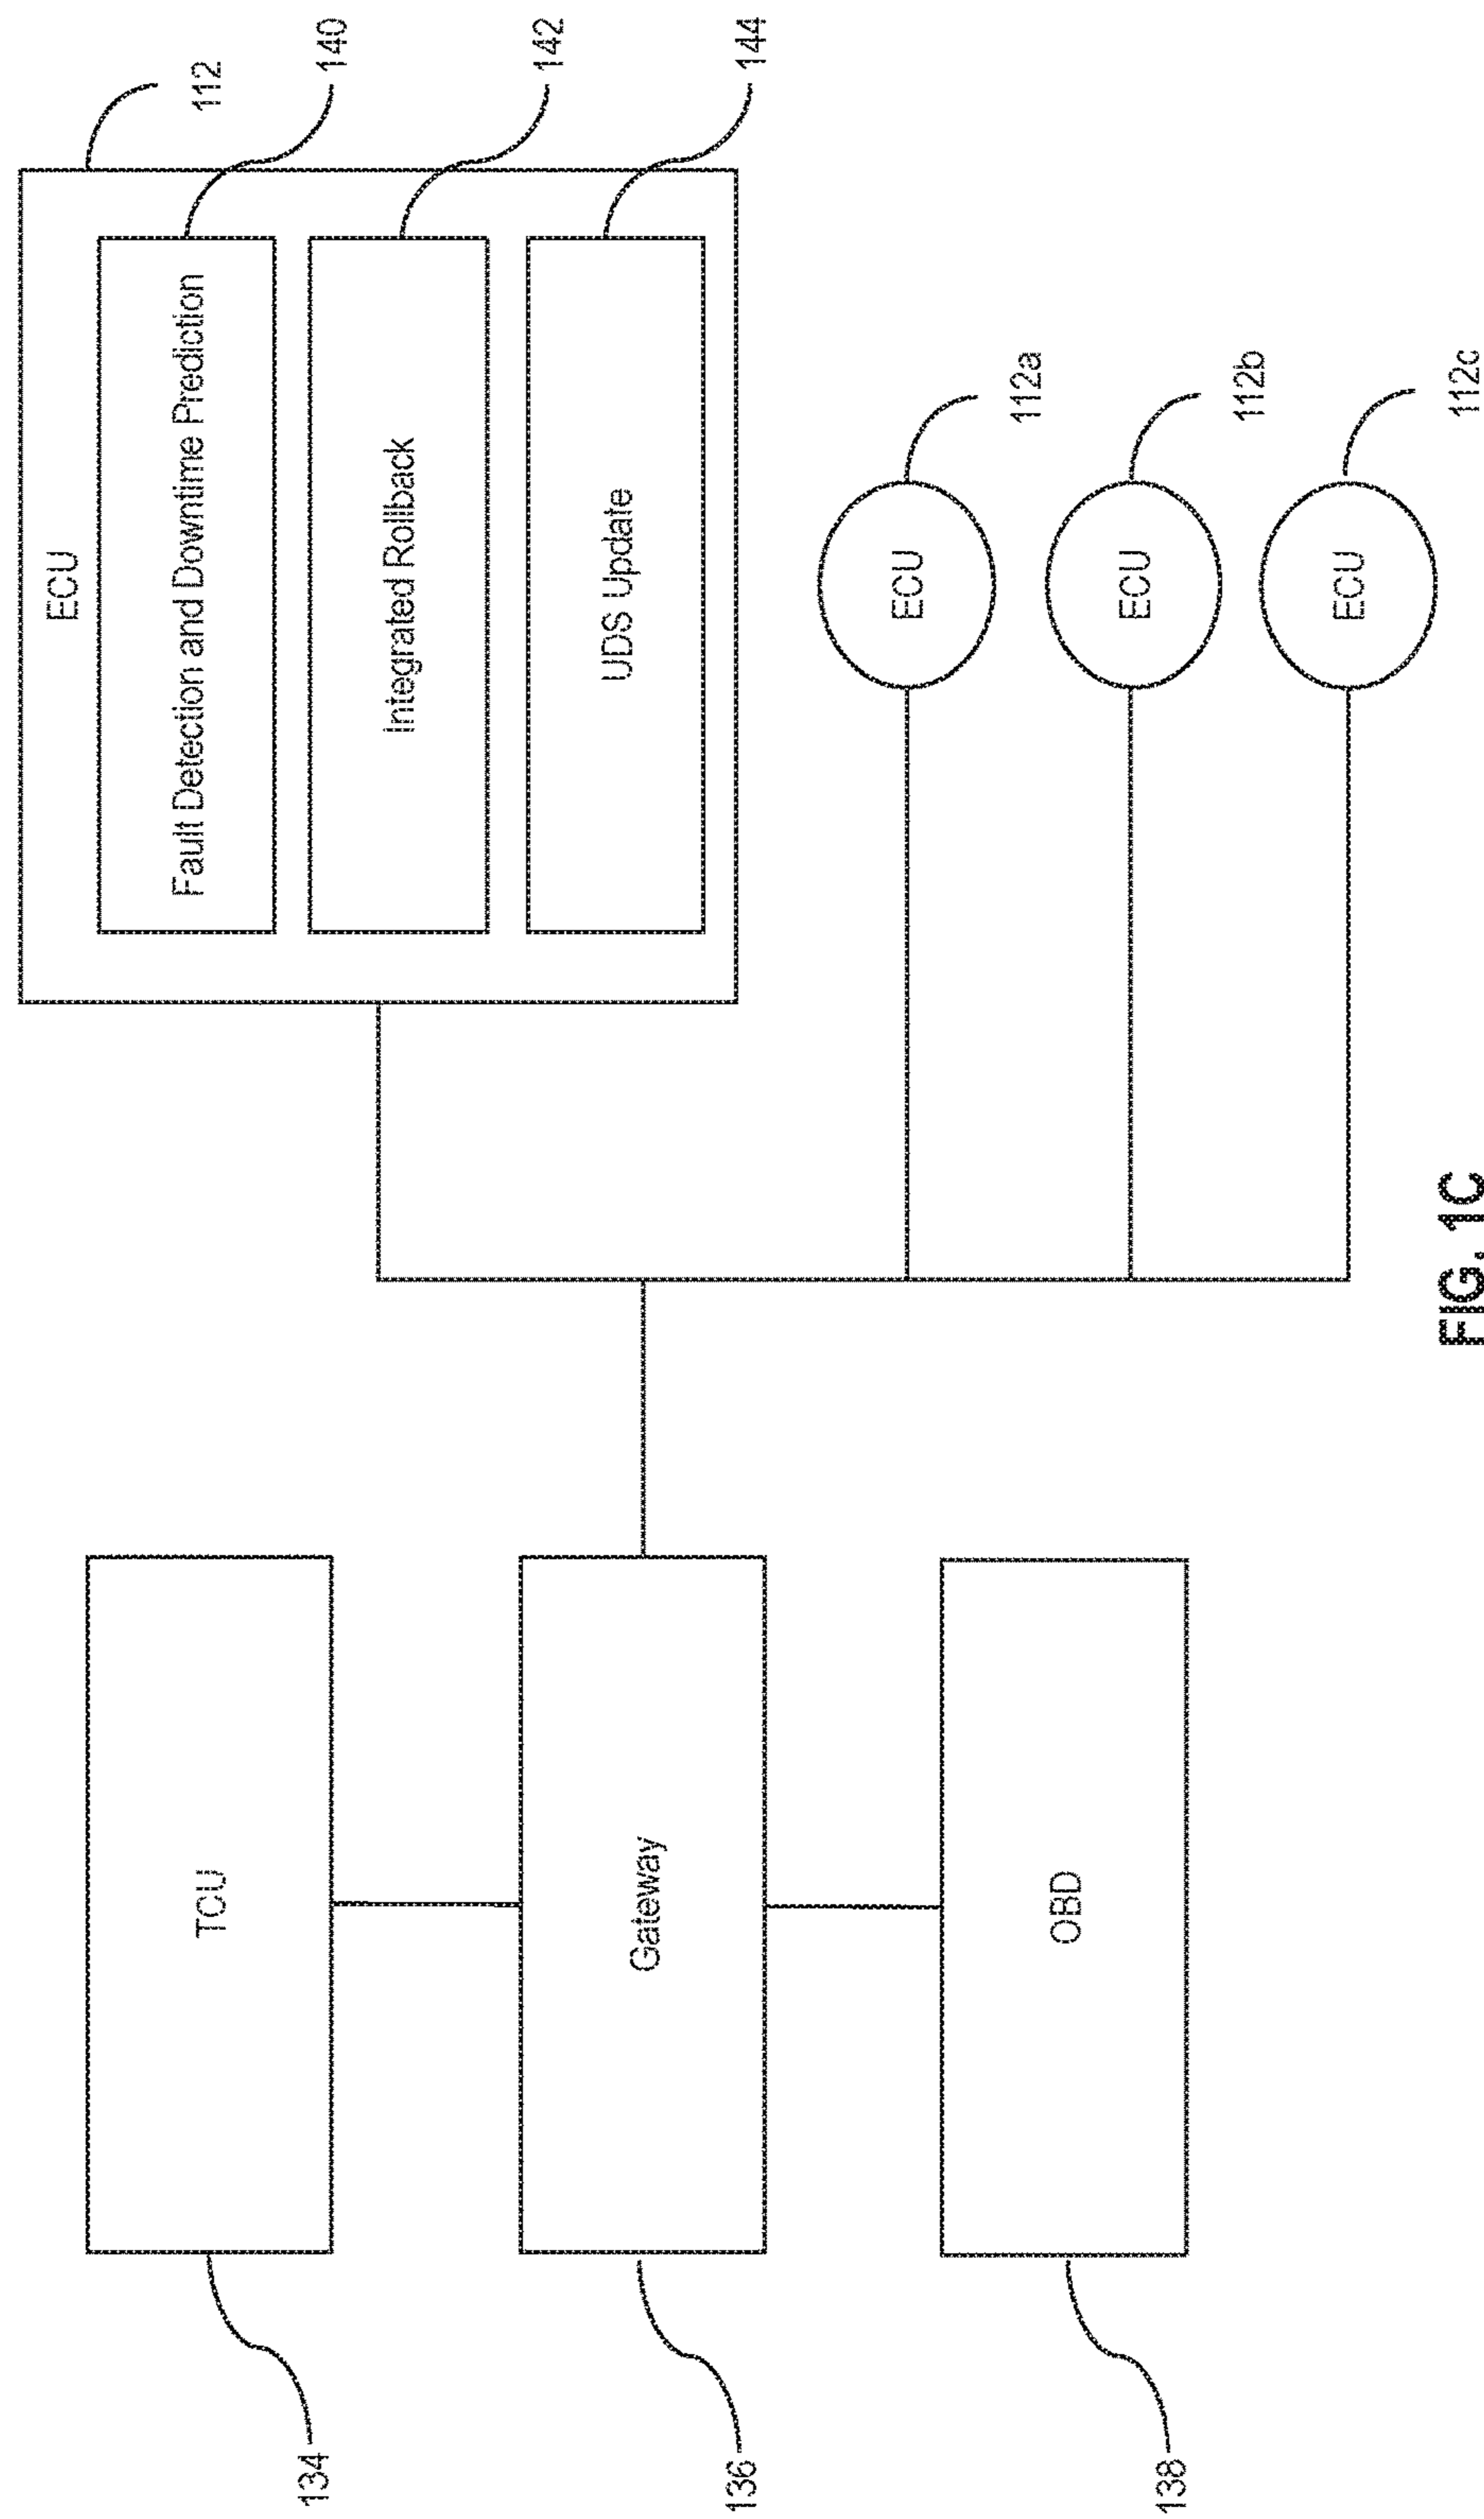 ECU
112
Fault Detection and Downtime Prediction
140
Integrated Rollback
142
UDS Update
144
TCU
134
Gateway
136
OBD
138
ECU
112a
ECU
112b
ECU
112c
FIG. 1C